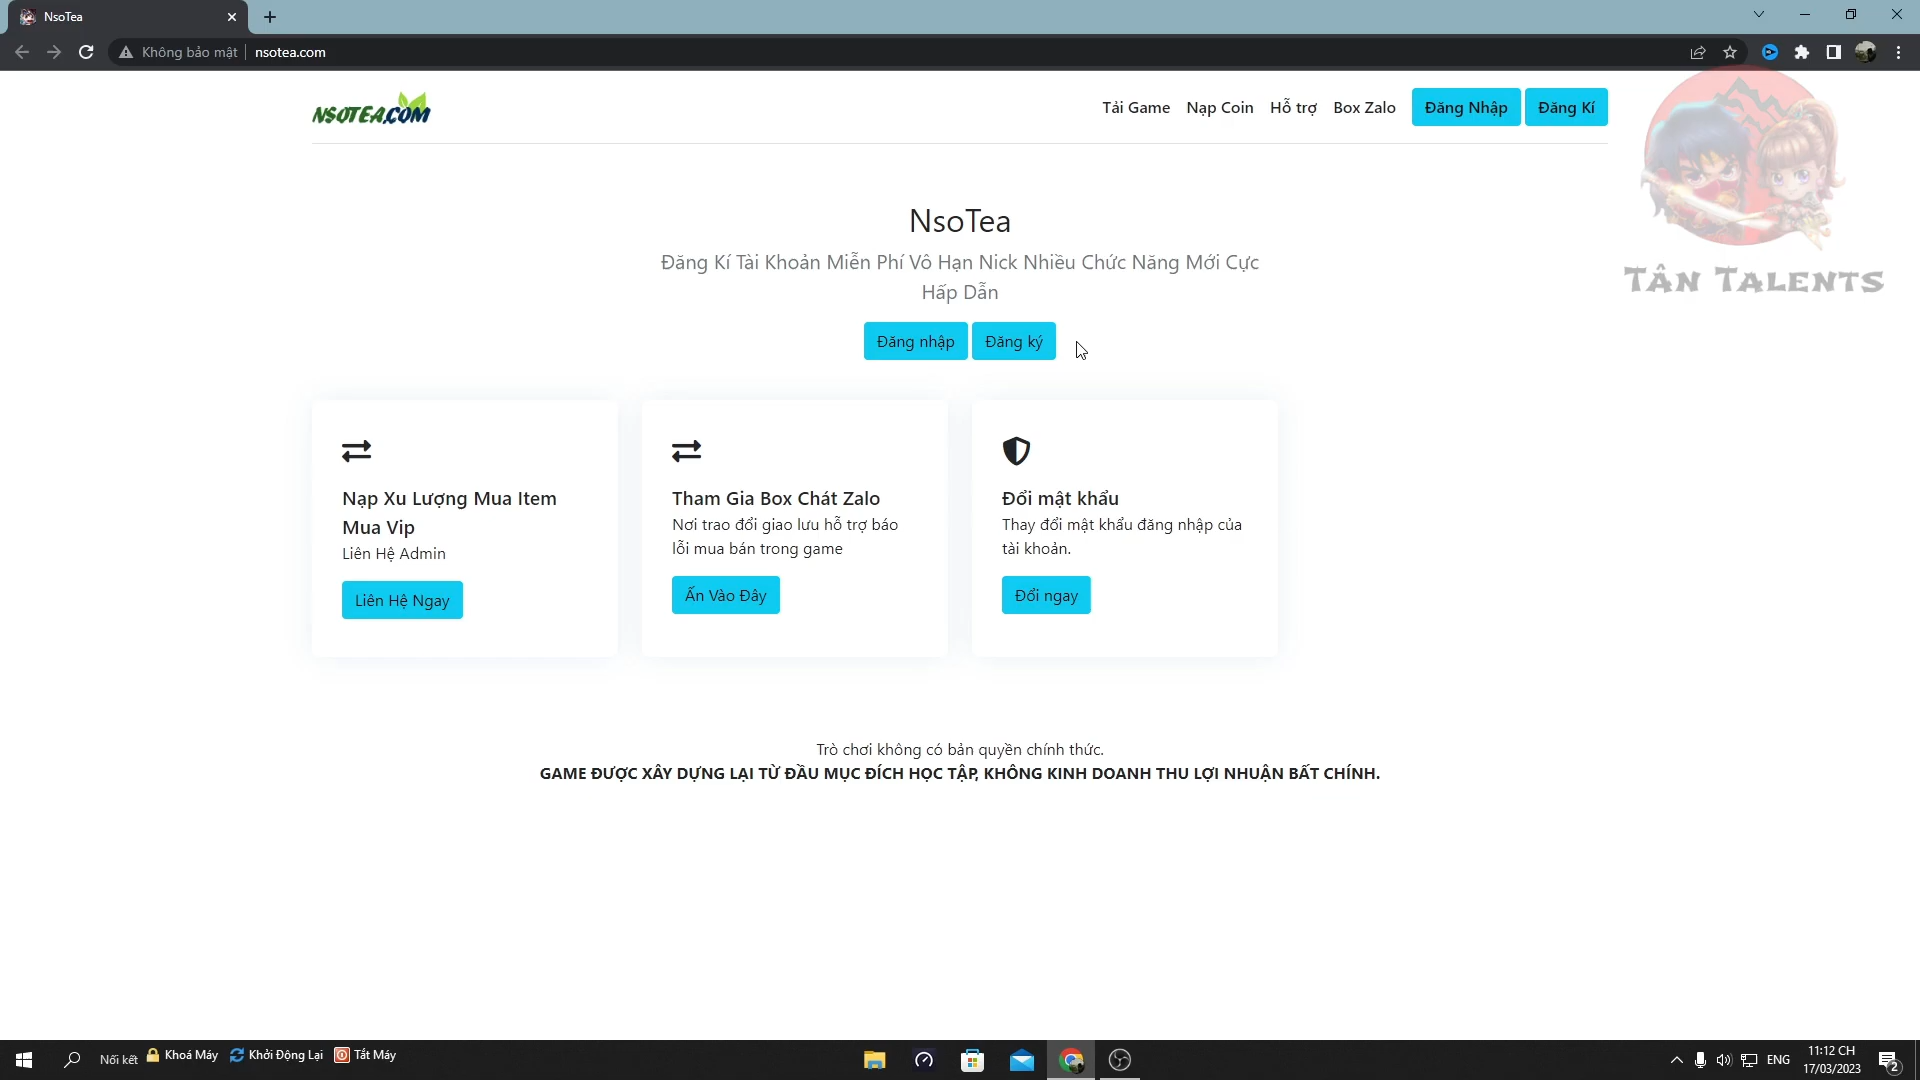 NsoTea
Không bảo mật
nsotea.com
NSOTEA.COM
Tải Game
Nạp Coin
Hỗ trợ
Box Zalo
Đăng Nhập
Đăng Kí
TÂN TALENTS
NsoTea
Đăng Kí Tài Khoản Miễn Phí Vô Hạn Nick Nhiều Chức Năng Mới Cực
Hấp Dẫn
Đăng nhập
Đăng ký
Nạp Xu Lượng Mua Item
Mua Vip
Liên Hệ Admin
Liên Hệ Ngay
Tham Gia Box Chát Zalo
Nơi trao đổi giao lưu hỗ trợ báo
lỗi mua bán trong game
Ấn Vào Đây
Đổi mật khẩu
Thay đổi mật khẩu đăng nhập của
tài khoản.
Đổi ngay
Trò chơi không có bản quyền chính thức.
GAME ĐƯỢC XÂY DỰNG LẠI TỪ ĐẦU MỤC ĐÍCH HỌC TẬP, KHÔNG KINH DOANH THU LỢI NHUẬN BẤT CHÍNH.
Nối kết
Khoá Máy
Khởi Động Lại
Tắt Máy
ENG
11:12 CH
17/03/2023
2